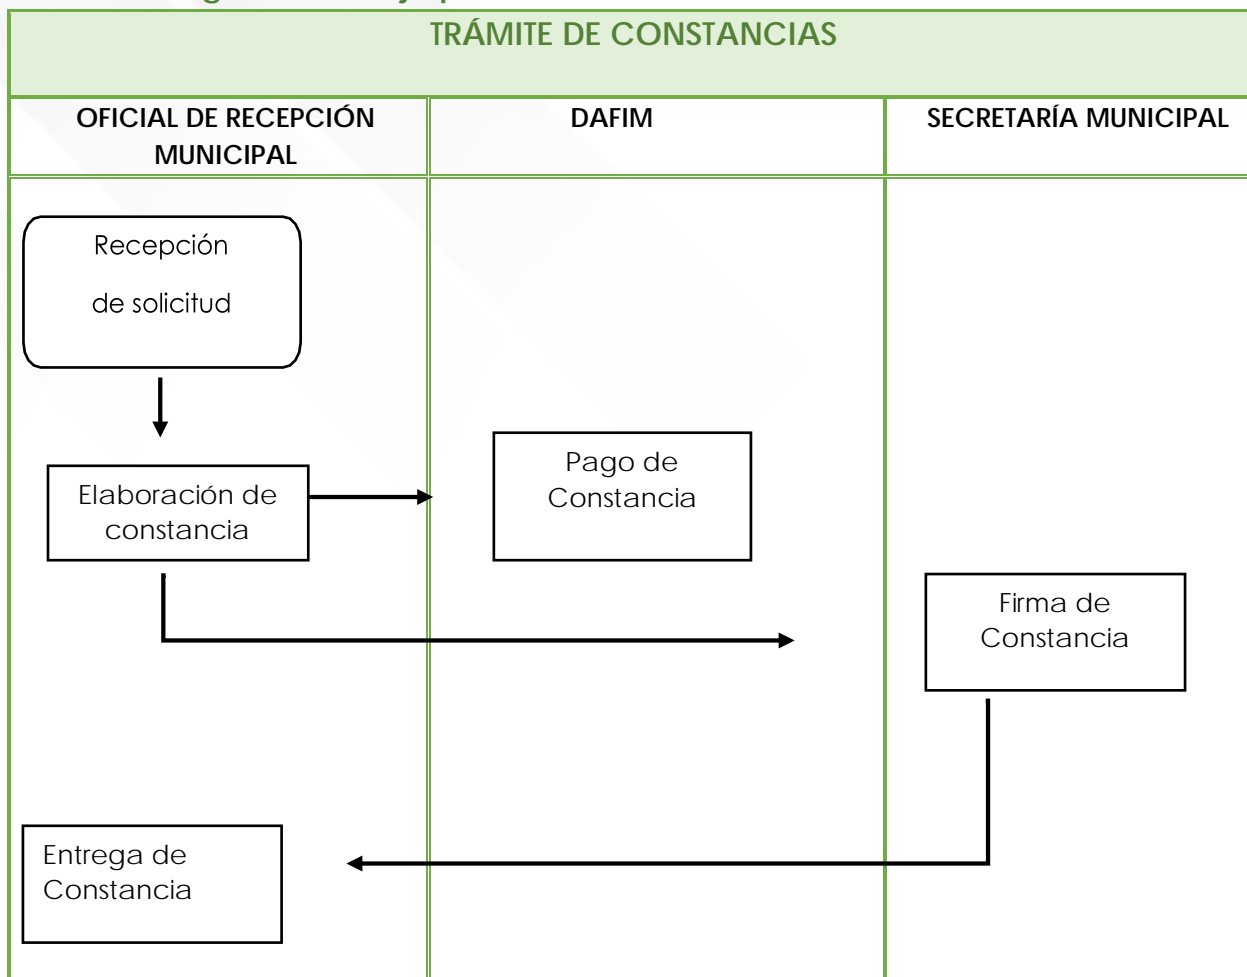 TRÁMITE DE CONSTANCIAS
OFICIAL DE RECEPCIÓN
MUNICIPAL
DAFIM
SECRETARÍA MUNICIPAL
Recepción
de solicitud
Elaboración de
constancia
Pago de
Constancia
Firma de
Constancia
Entrega de
Constancia